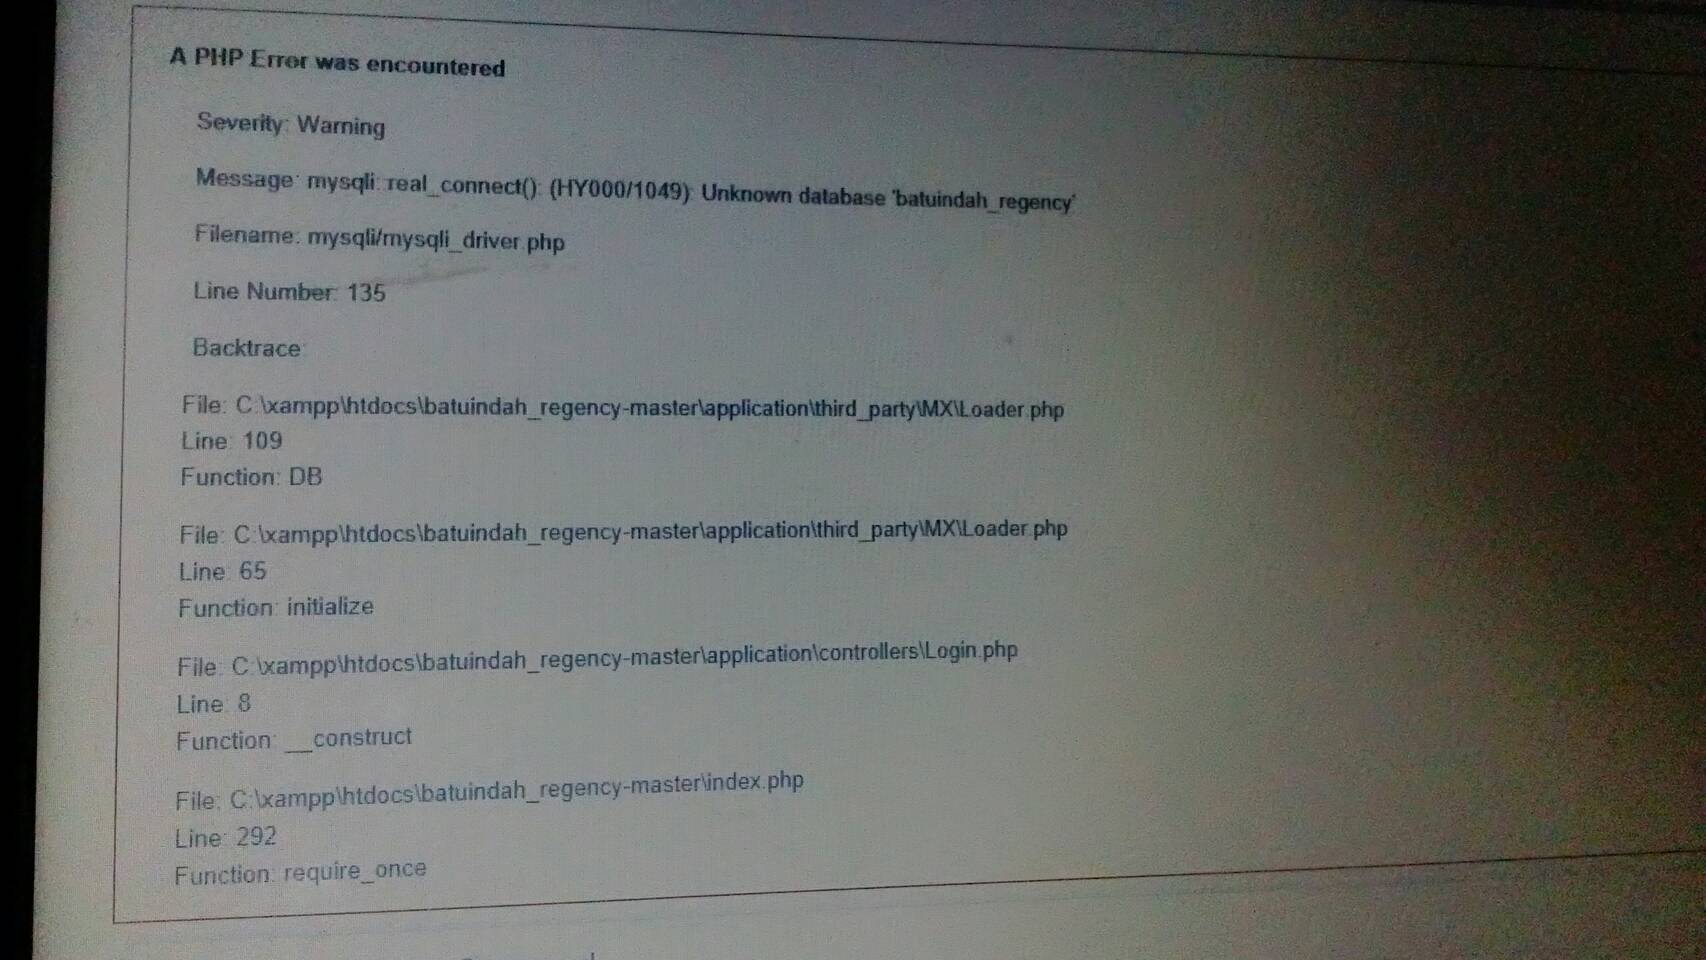 A PHP Error was encountered
Severity: Warning
Message: mysqli::real_connect(): (HY000/1049): Unknown database 'batuindah_regency'
Filename: mysqli/mysqli_driver.php
Line Number: 135
Backtrace:
File: C:\xampp\htdocs\batuindah_regency-master\application\third_party\MX\Loader.php
Line: 109
Function: DB
File: C:\xampp\htdocs\batuindah_regency-master\application\third_party\MX\Loader.php
Line: 65
Function: initialize
File: C:\xampp\htdocs\batuindah_regency-master\application\controllers\Login.php
Line: 8
Function: __construct
File: C:\xampp\htdocs\batuindah_regency-master\index.php
Line: 292
Function: require_once